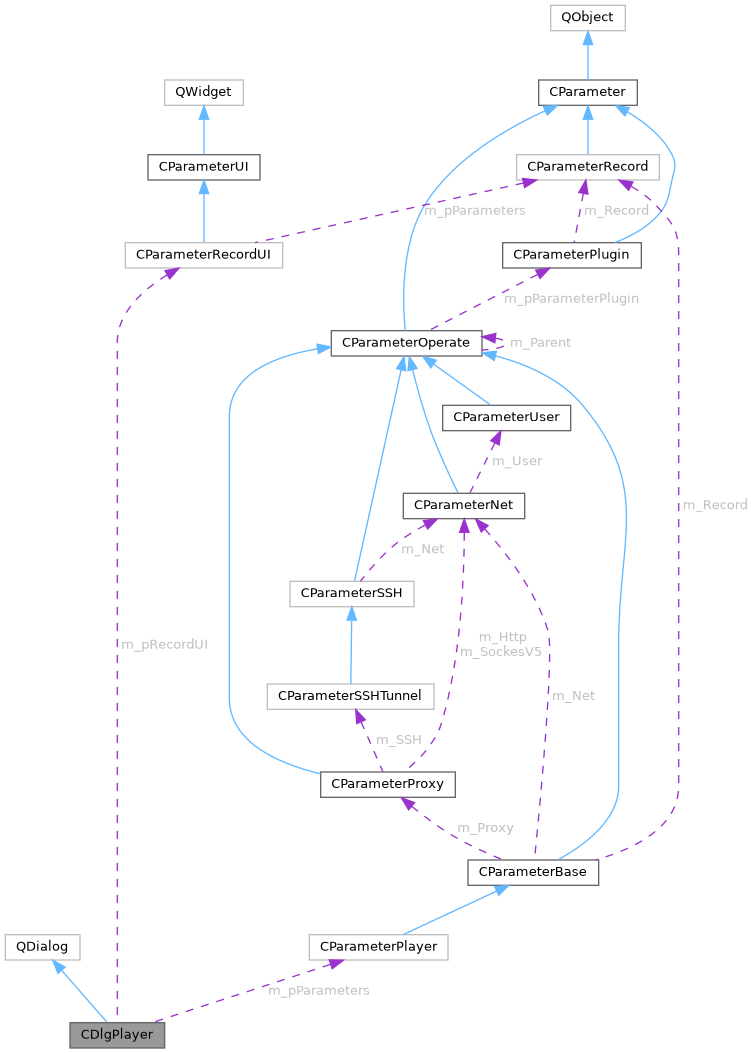 QObject
QWidget
CParameter
CParameterUI
CParameterRecord
m_pParameters
m_Record
CParameterRecordUI
CParameterPlugin
m_pParameterPlugin
CParameterOperate
m_Parent
CParameterUser
m_User
CParameterNet
m_Record
m_Net
CParameterSSH
m_Http
m_SockesV5
m_pRecordUI
CParameterSSHTunnel
m_Net
m_SSH
CParameterProxy
m_Proxy
CParameterBase
QDialog
CParameterPlayer
m_pParameters
CDlgPlayer